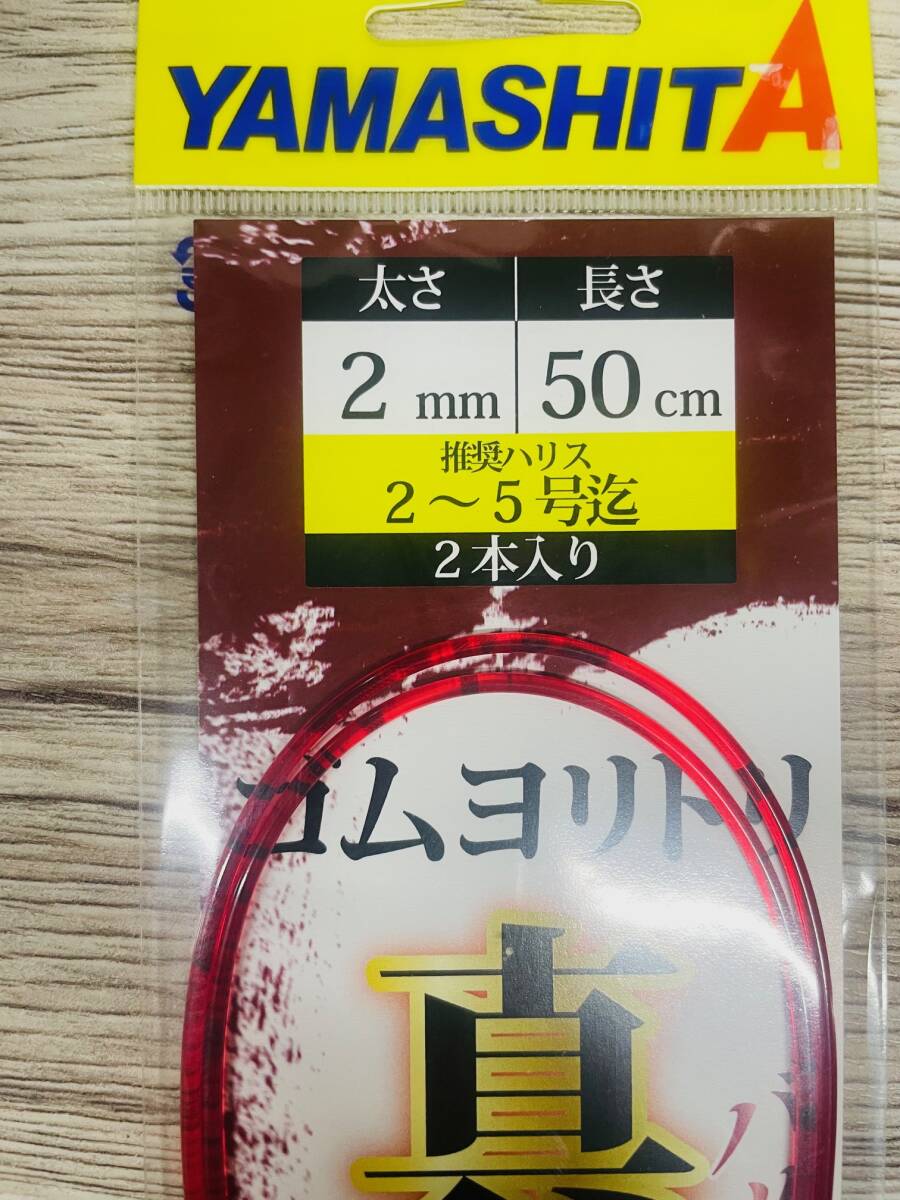 YAMASHITA
太さ 長さ
2 mm 50 cm
推奨ハリス
2～5号迄
2本入り
ゴムヨリトリ
真
バ